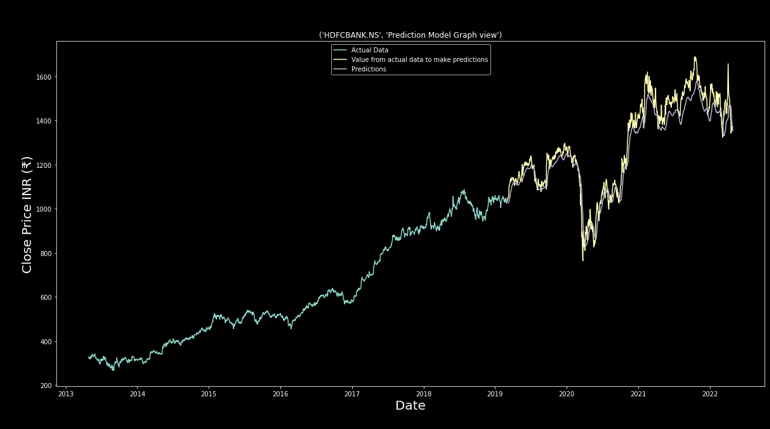 ('HDFCBANK.NS', 'Prediction Model Graph view')
Actual Data
Value from actual data to make predictions
Predictions
Close Price INR (₹)
1600
1400
1200
1000
800
600
400
200
2013 2014 2015 2016 2017 2018 2019 2020 2021 2022
Date